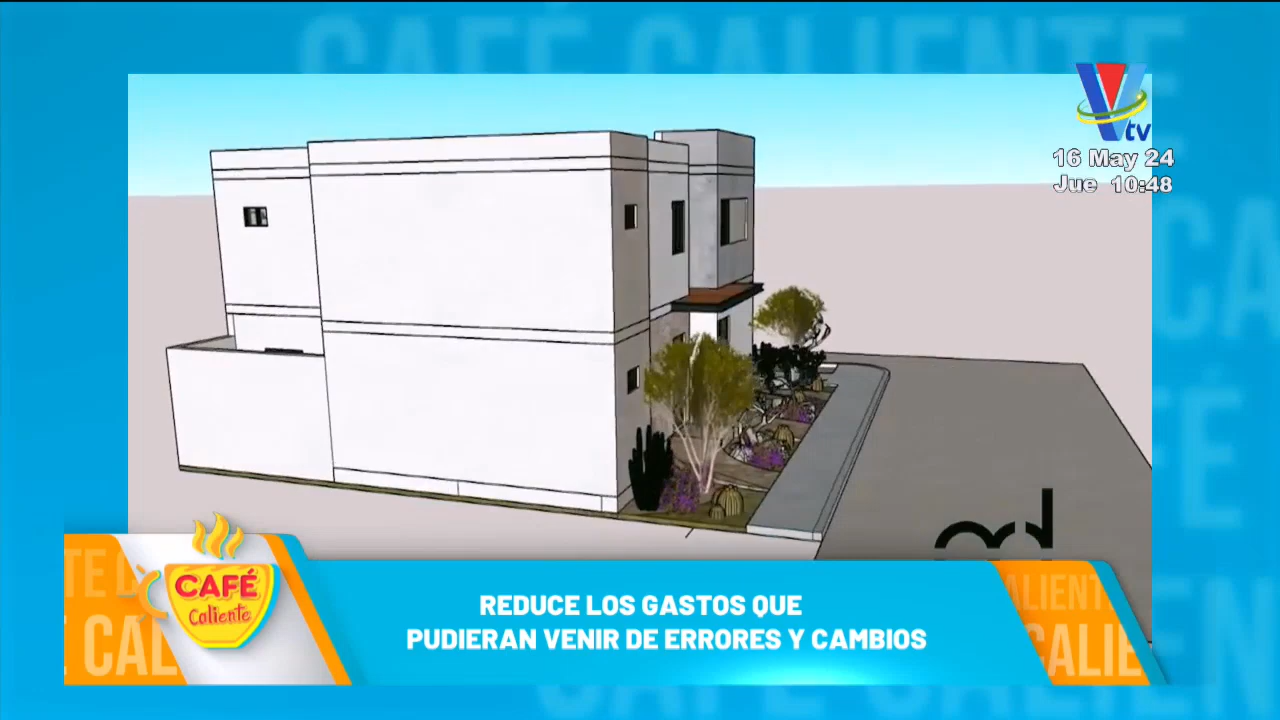 CAFÉ CALIENTE
Vtv
16 May 24
Jue 10:48
CAFÉ
Caliente
REDUCE LOS GASTOS QUE
PUDIERAN VENIR DE ERRORES Y CAMBIOS